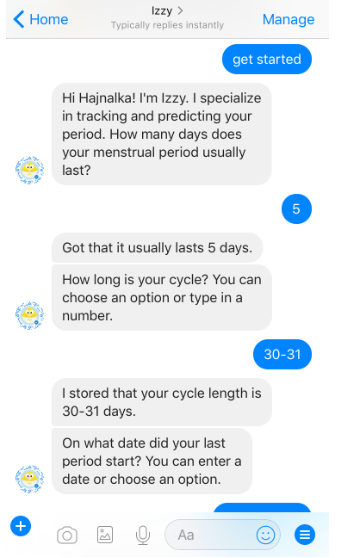 Home
Izzy >
Typically replies instantly
Manage
get started
Hi Hajnalka! I'm Izzy. I specialize
in tracking and predicting your
period. How many days does
your menstrual period usually
last?
5
Got that it usually lasts 5 days.
How long is your cycle? You can
choose an option or type in a
number.
30-31
I stored that your cycle length is
30-31 days.
On what date did your last
period start? You can enter a
date or choose an option.
Aa